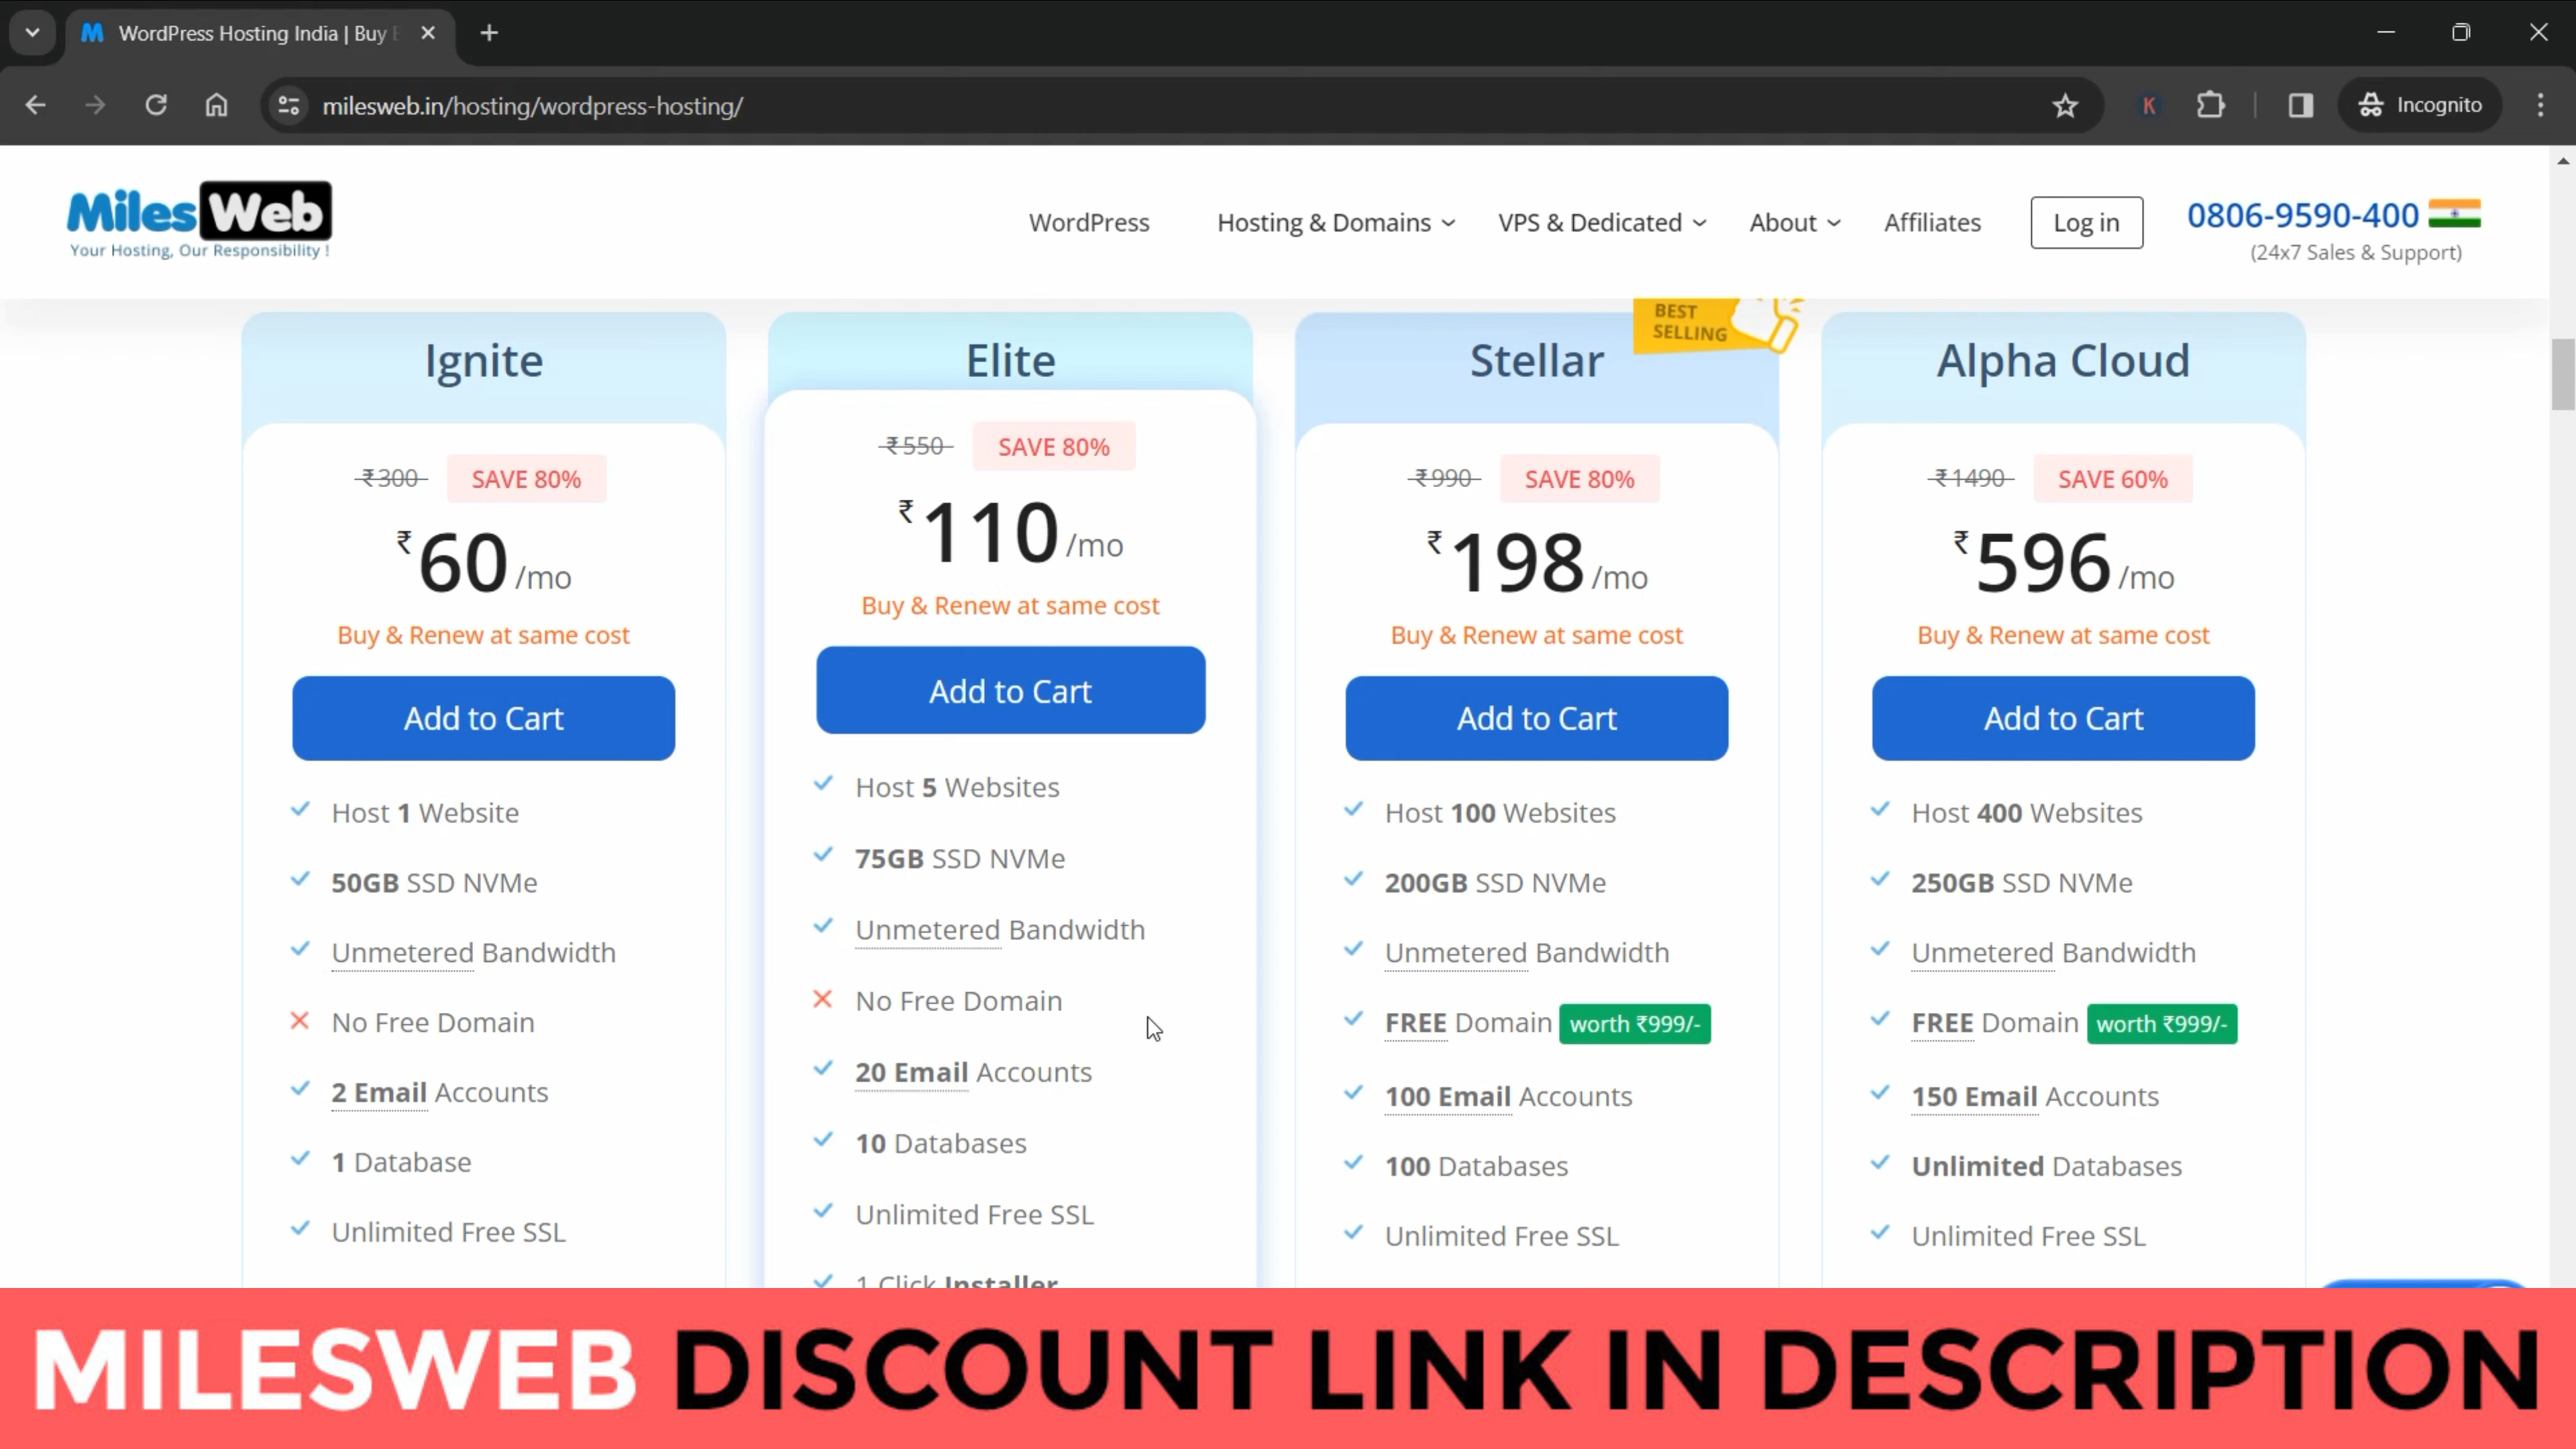 WordPress Hosting India | Buy
milesweb.in/hosting/wordpress-hosting/
K
Incognito
Miles Web
Your Hosting, Our Responsibility !
WordPress
Hosting & Domains
VPS & Dedicated
About
Affiliates
Log in
0806-9590-400
(24x7 Sales & Support)
Ignite
₹300 SAVE 80%
₹60/mo
Buy & Renew at same cost
Add to Cart
Host 1 Website
50GB SSD NVMe
Unmetered Bandwidth
No Free Domain
2 Email Accounts
1 Database
Unlimited Free SSL
Elite
₹550 SAVE 80%
₹110/mo
Buy & Renew at same cost
Add to Cart
Host 5 Websites
75GB SSD NVMe
Unmetered Bandwidth
No Free Domain
20 Email Accounts
10 Databases
Unlimited Free SSL
1 Click Installer
BEST
SELLING
Stellar
₹990 SAVE 80%
₹198/mo
Buy & Renew at same cost
Add to Cart
Host 100 Websites
200GB SSD NVMe
Unmetered Bandwidth
FREE Domain worth ₹999/-
100 Email Accounts
100 Databases
Unlimited Free SSL
Alpha Cloud
₹1490 SAVE 60%
₹596/mo
Buy & Renew at same cost
Add to Cart
Host 400 Websites
250GB SSD NVMe
Unmetered Bandwidth
FREE Domain worth ₹999/-
150 Email Accounts
Unlimited Databases
Unlimited Free SSL
MILESWEB DISCOUNT LINK IN DESCRIPTION